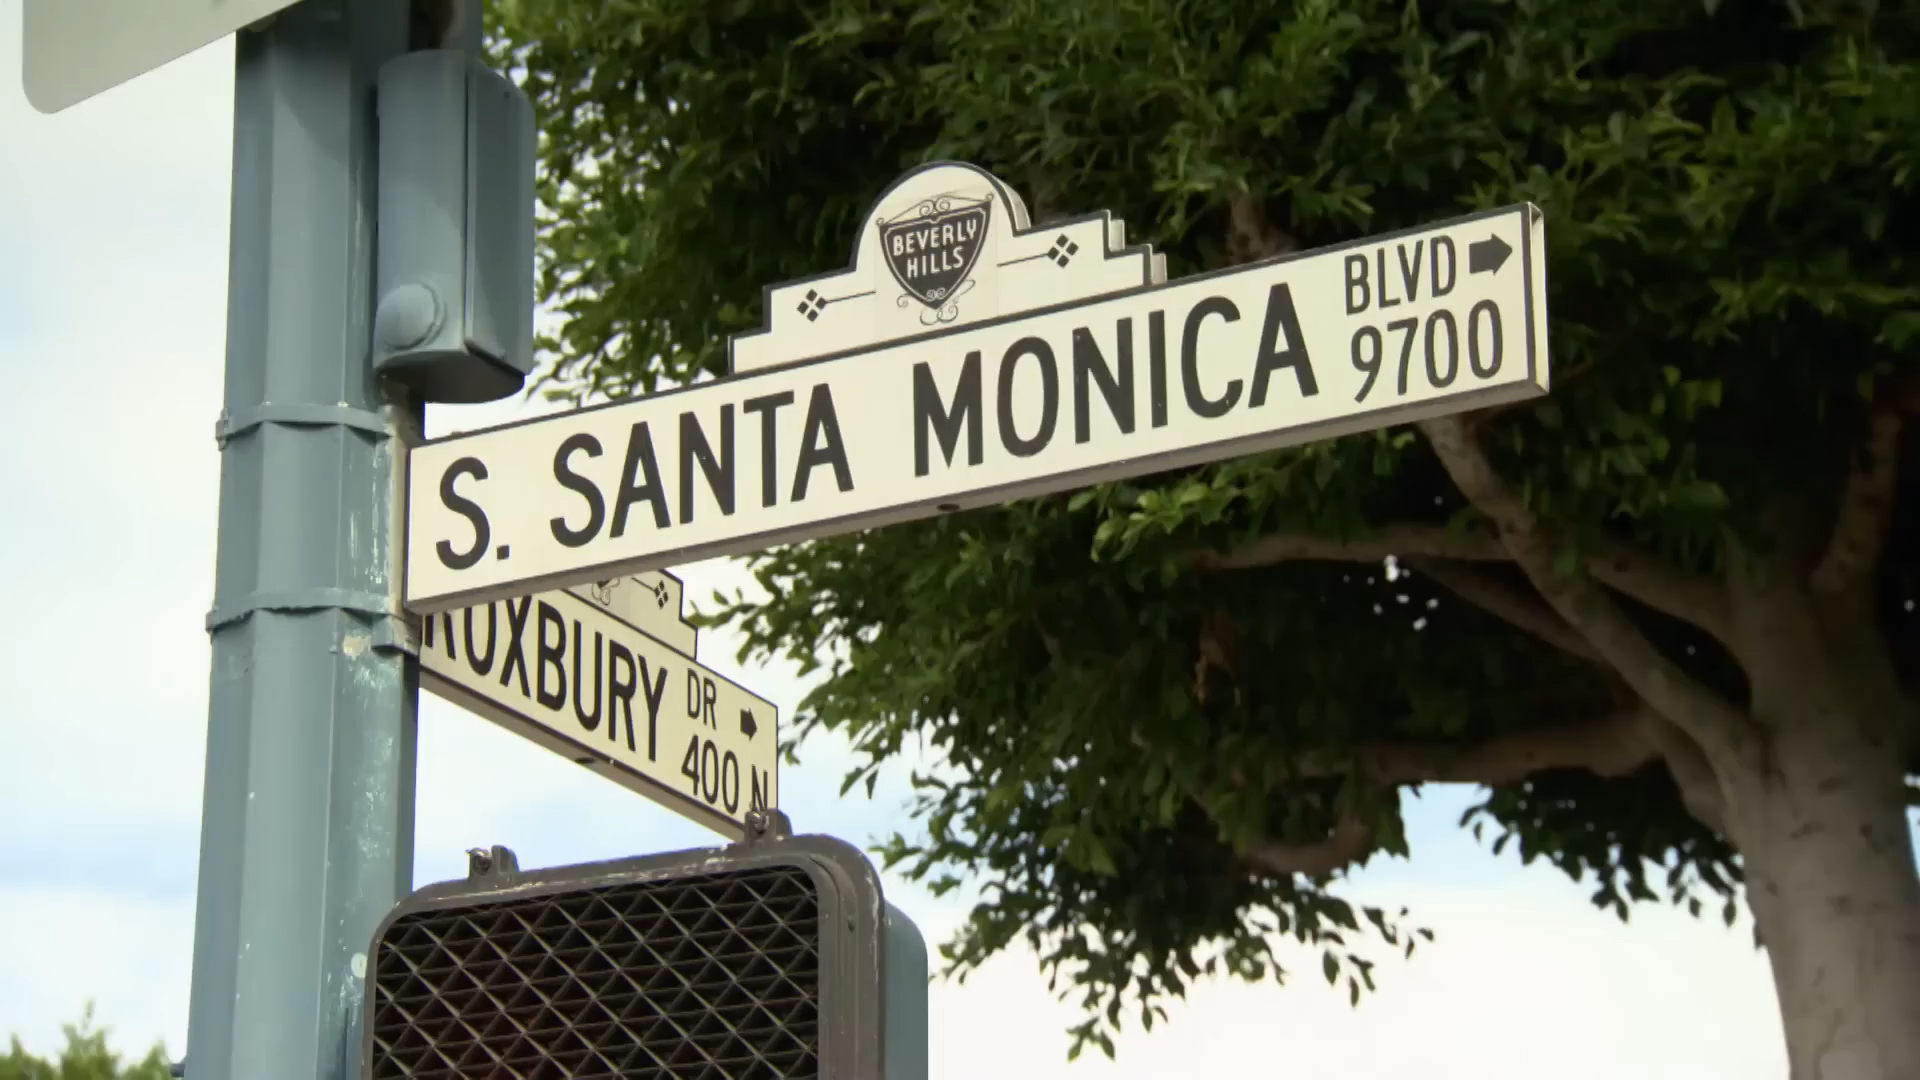 BEVERLY
HILLS
S. SANTA MONICA BLVD
9700
ROXBURY DR
400 N